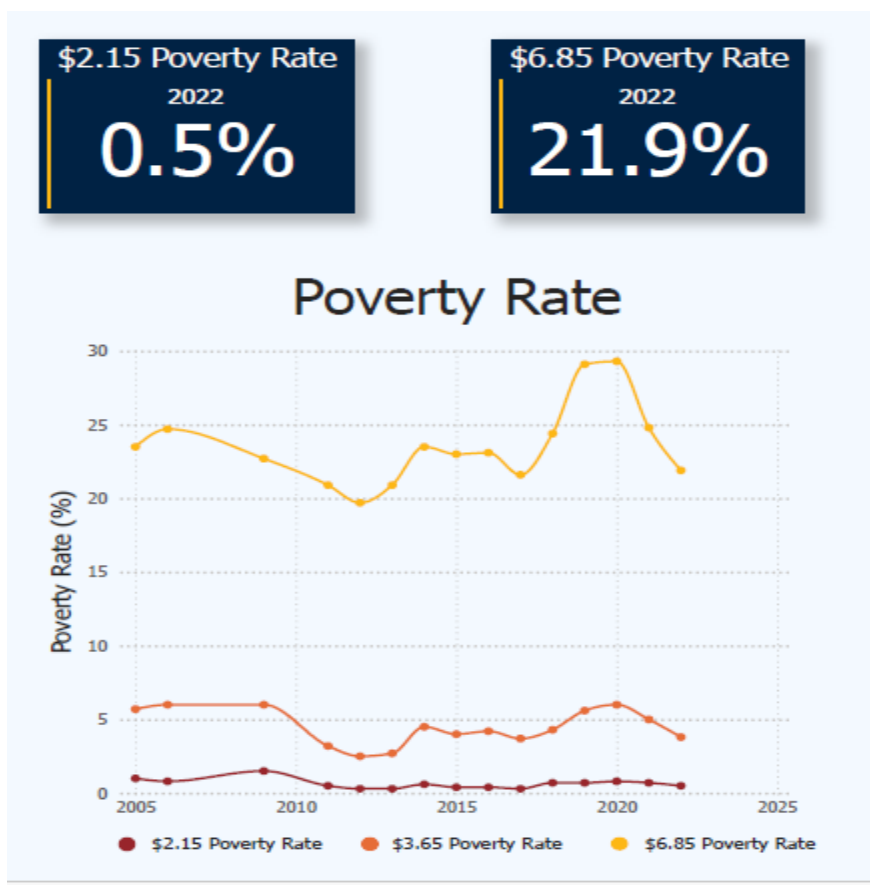 $2.15 Poverty Rate
2022
0.5%
$6.85 Poverty Rate
2022
21.9%
Poverty Rate
Poverty Rate (%)
30
25
20
15
10
5
0
2005 2010 2015 2020 2025
$2.15 Poverty Rate $3.65 Poverty Rate $6.85 Poverty Rate